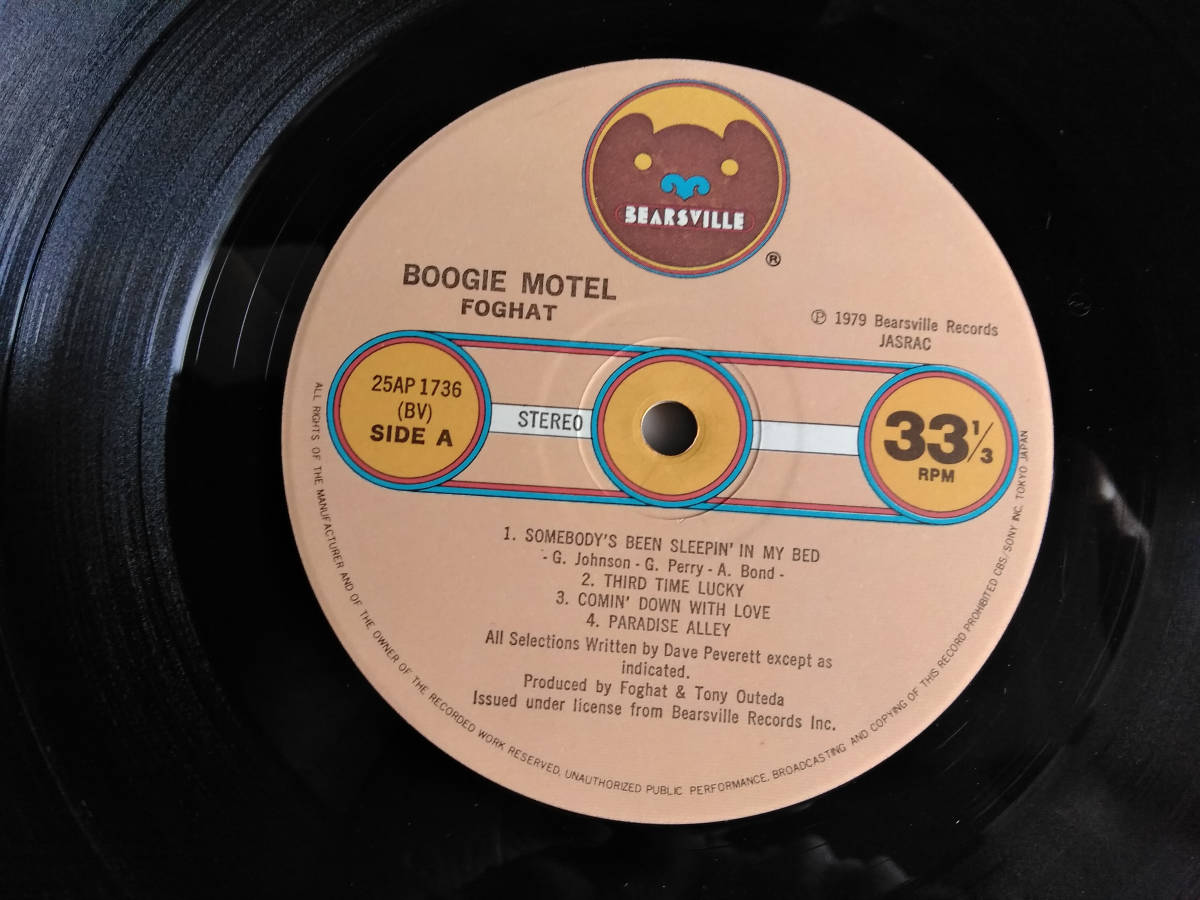 BEARSVILLE
®
BOOGIE MOTEL
FOGHAT
℗ 1979 Bearsville Records
JASRAC
25AP 1736
(BV)
SIDE A
STEREO
33 1/3
RPM
1. SOMEBODY'S BEEN SLEEPIN' IN MY BED
- G. Johnson - G. Perry - A. Bond -
2. THIRD TIME LUCKY
3. COMIN' DOWN WITH LOVE
4. PARADISE ALLEY
All Selections Written by Dave Peverett except as
indicated.
Produced by Foghat & Tony Outeda
Issued under license from Bearsville Records Inc.
ALL RIGHTS OF THE MANUFACTURER AND OF THE OWNER OF THE RECORDED WORK RESERVED, UNAUTHORIZED PUBLIC PERFORMANCE, BROADCASTING AND COPYING OF THIS RECORD PROHIBITED CBS/SONY INC. TOKYO JAPAN